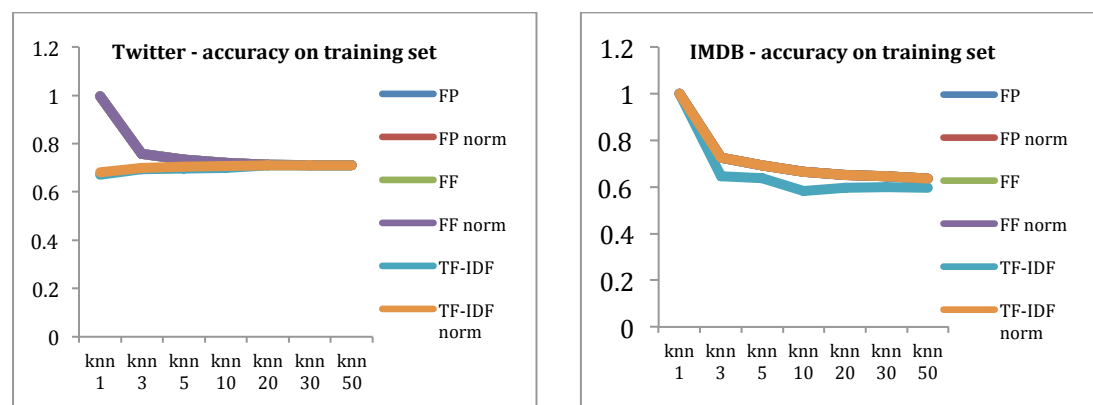 Twitter - accuracy on training set
1.2
1
0.8
0.6
0.4
0.2
0
knn 1
knn 3
knn 5
knn 10
knn 20
knn 30
knn 50
FP
FP norm
FF
FF norm
TF-IDF
TF-IDF
norm
IMDB - accuracy on training set
1.2
1
0.8
0.6
0.4
0.2
0
knn 1
knn 3
knn 5
knn 10
knn 20
knn 30
knn 50
FP
FP norm
FF
FF norm
TF-IDF
TF-IDF
norm